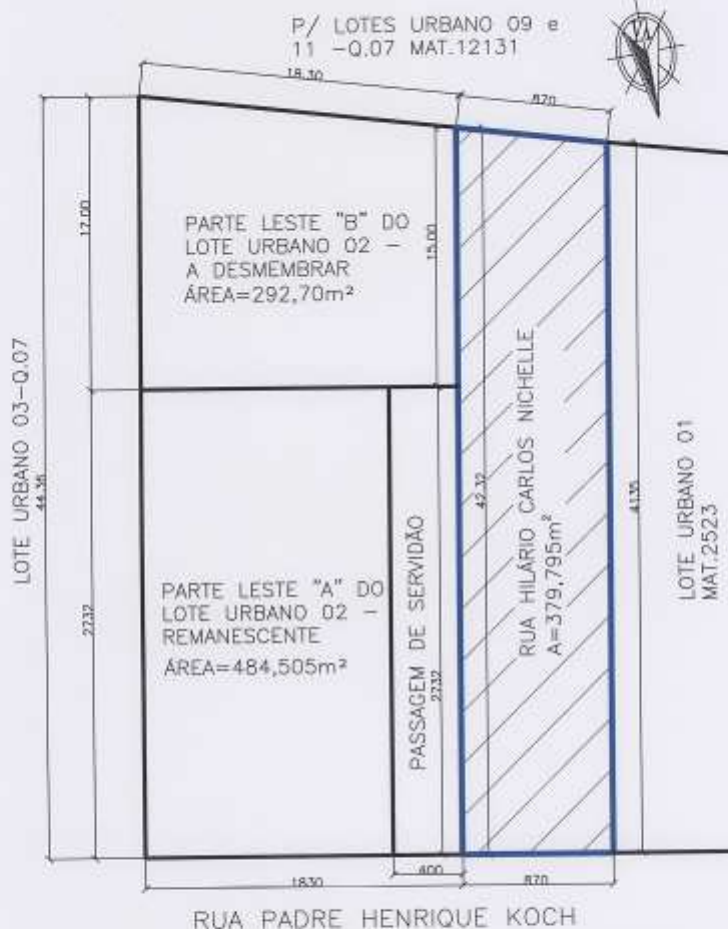 P/ LOTES URBANO 09 e
11 -Q.07 MAT.12131
18.30
870
17.00
15.00
PARTE LESTE "B" DO
LOTE URBANO 02 -
A DESMEMBRAR
ÁREA=292,70m²
LOTE URBANO 03-Q.07
44.36
2732
PARTE LESTE "A" DO
LOTE URBANO 02 -
REMANESCENTE
ÁREA=484,505m²
PASSAGEM DE SERVIDÃO
2732
42.32
RUA HILÁRIO CARLOS NICHELLE
A=379,795m²
4135
LOTE URBANO 01
MAT.2523
400
1830
870
RUA PADRE HENRIQUE KOCH